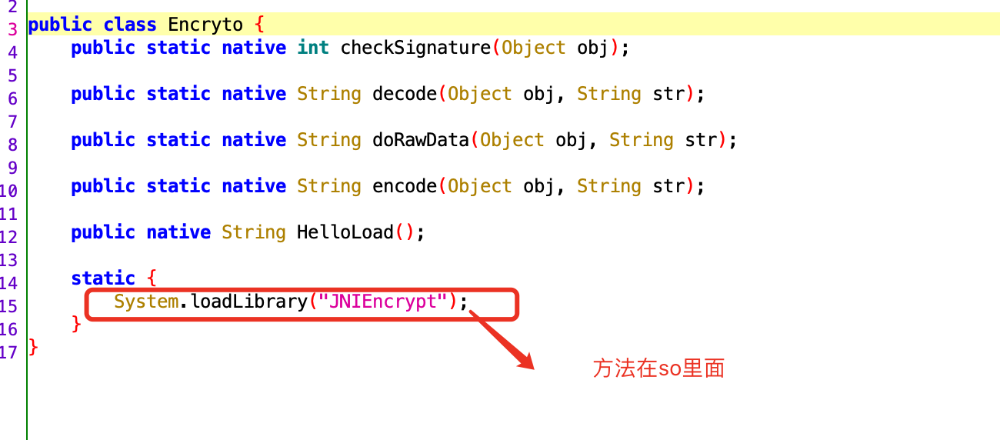 2
3 public class Encryto {
4 public static native int checkSignature(Object obj);
5
6 public static native String decode(Object obj, String str);
7
8 public static native String doRawData(Object obj, String str);
9
10 public static native String encode(Object obj, String str);
11
12 public native String HelloLoad();
13
14 static {
15 System.loadLibrary("JNIEncrypt");
16 }
17 }
方法在so里面